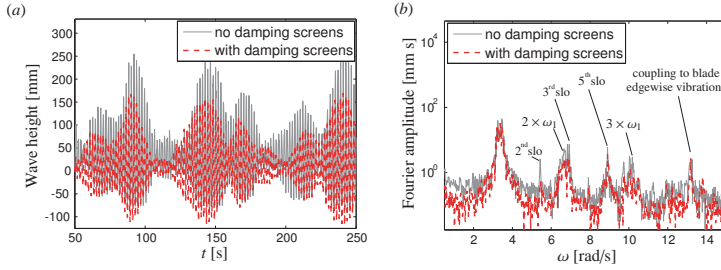 (a)
no damping screens
with damping screens
Wave height [mm]
300
250
200
150
100
50
0
-50
-100
50
100
150
200
250
t [s]
(b)
no damping screens
with damping screens
Fourier amplitude [mm s]
10⁴
10²
10⁰
2
4
6
8
10
12
14
ω [rad/s]
2ⁿᵈ slo
2 × ω₁
3ʳᵈ slo
5ᵗʰ slo
3 × ω₁
coupling to blade
edgewise vibration